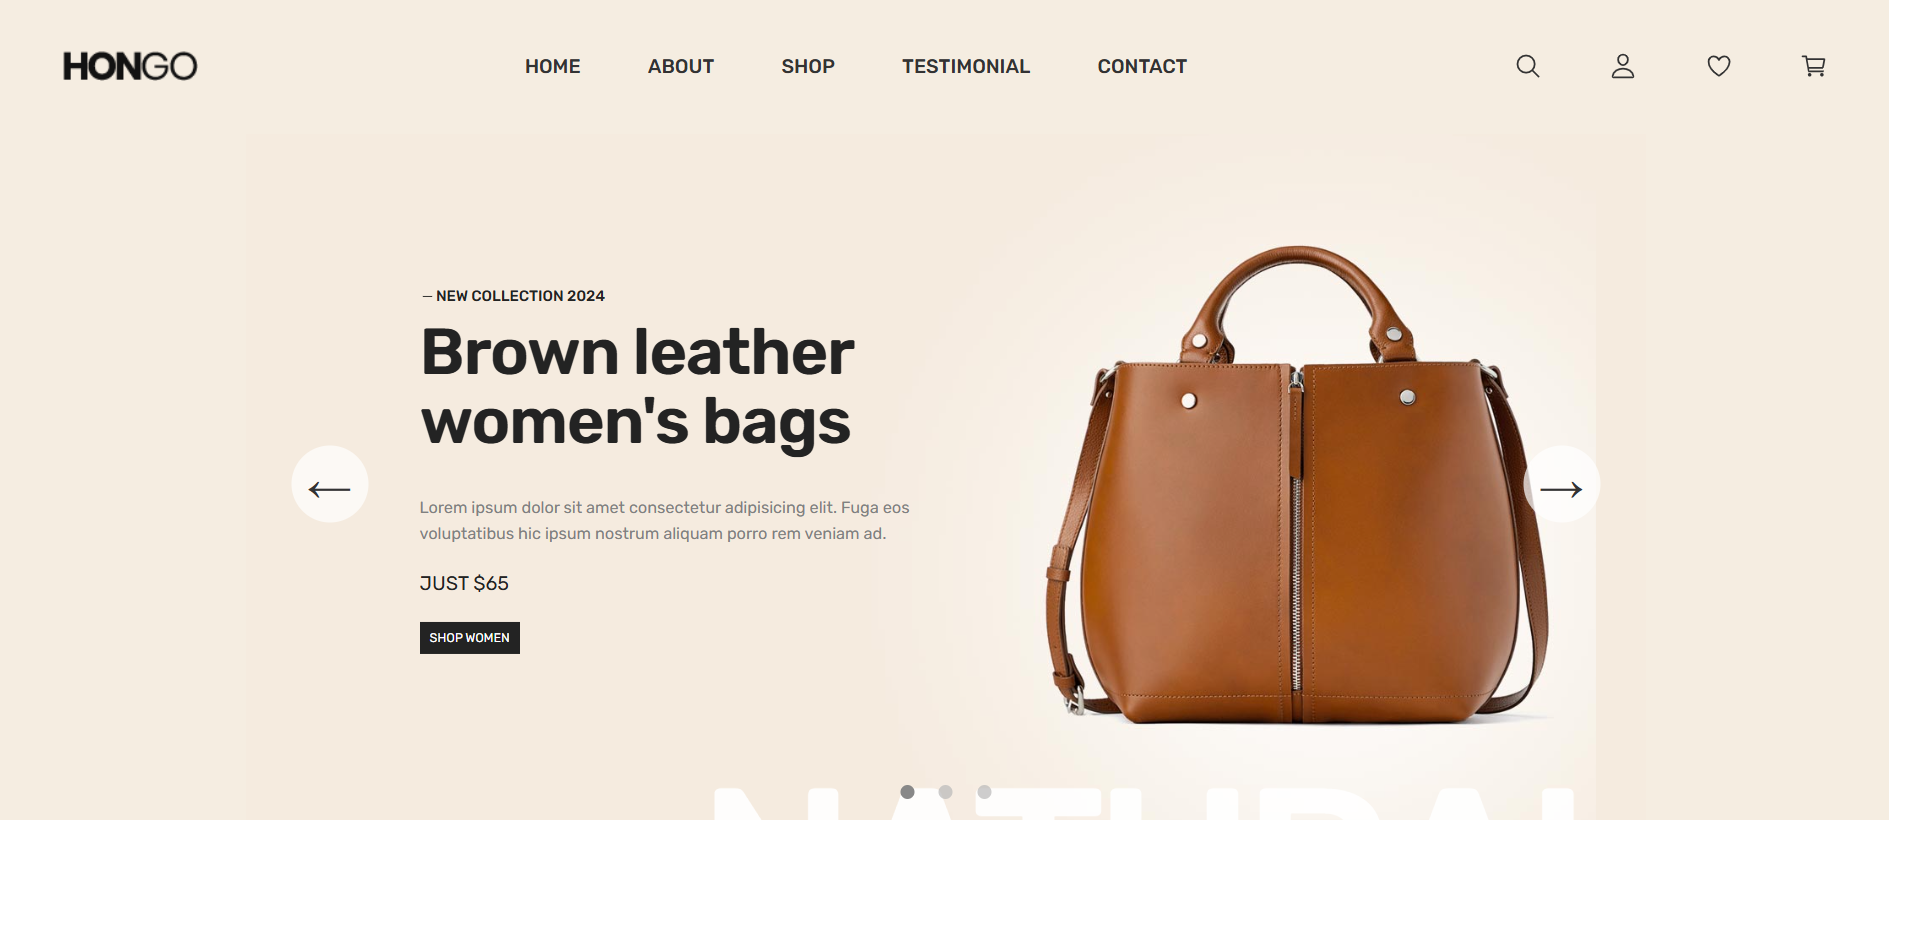 HONGO
HOME ABOUT SHOP TESTIMONIAL CONTACT
— NEW COLLECTION 2024
Brown leather
women's bags
Lorem ipsum dolor sit amet consectetur adipisicing elit. Fuga eos
voluptatibus hic ipsum nostrum aliquam porro rem veniam ad.
JUST $65
SHOP WOMEN